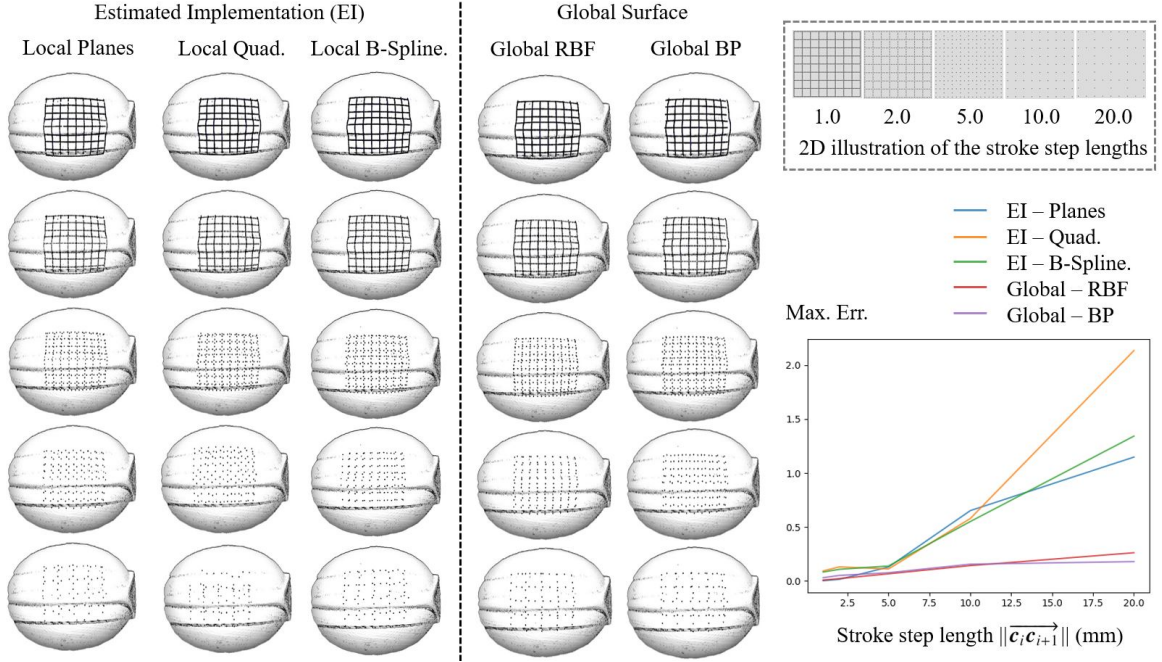 Estimated Implementation (EI)
Global Surface
Local Planes
Local Quad.
Local B-Spline.
Global RBF
Global BP
1.0
2.0
5.0
10.0
20.0
2D illustration of the stroke step lengths
EI – Planes
EI – Quad.
EI – B-Spline.
Global – RBF
Global – BP
Max. Err.
2.0
1.5
1.0
0.5
0.0
2.5
5.0
7.5
10.0
12.5
15.0
17.5
20.0
Stroke step length ||c_i c_{i+1}|| (mm)